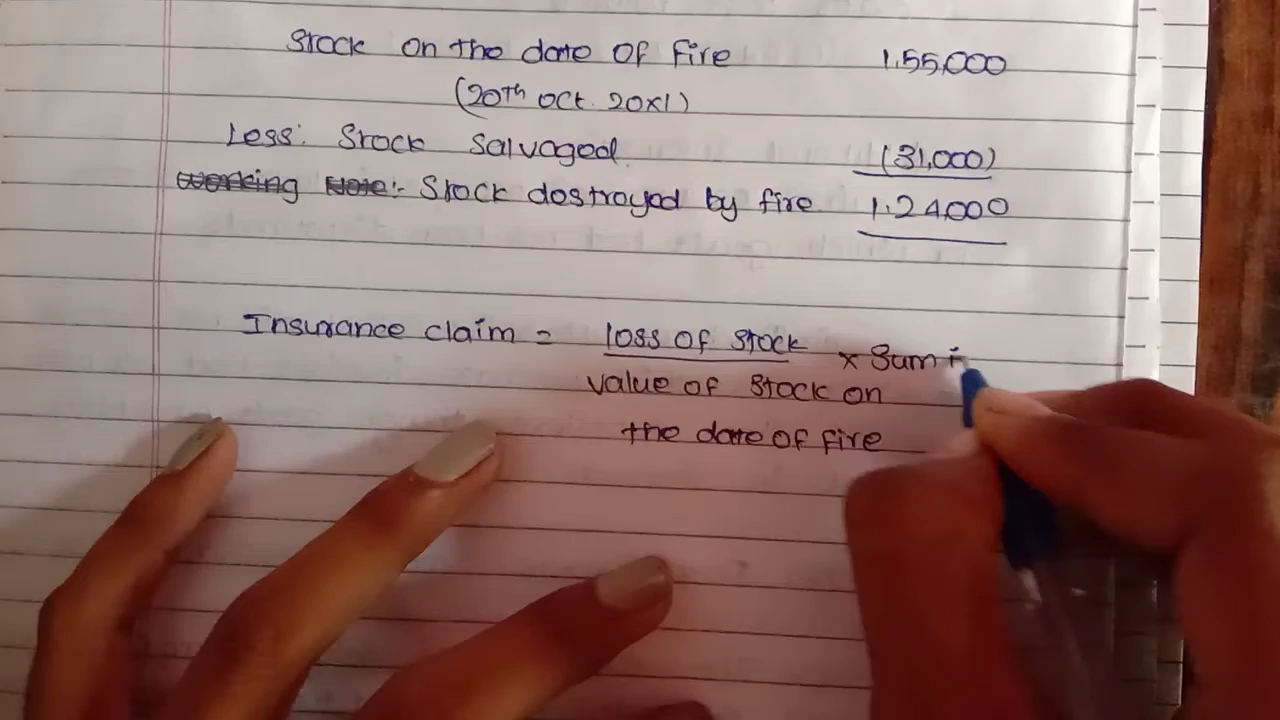 Stock on the date of fire 1,55,000
(20th Oct. 20x1)
Less: Stock Salvaged. (31,000)
Working Note:- Stock destroyed by fire 1,24,000
Insurance claim = loss of stock × Sum i
value of stock on
the date of fire